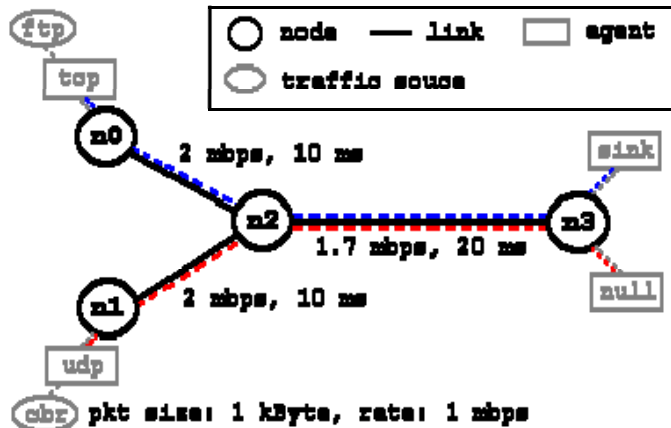 ftp
node link agent
tcp
traffic souce
n0
2 mbps, 10 ms
sink
n2
n3
1.7 mbps, 20 ms
n1
2 mbps, 10 ms
null
udp
cbr pkt size: 1 kByte, rate: 1 mbps